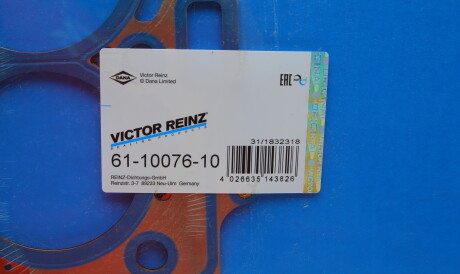 DANA
Victor Reinz
© Dana Limited
EAC
VICTOR REINZ
31/1832318
61-10076-10
4 026635 143826
REINZ-Dichtungs-GmbH
Reinzstr. 3-7 89233 Neu-Ulm Germany